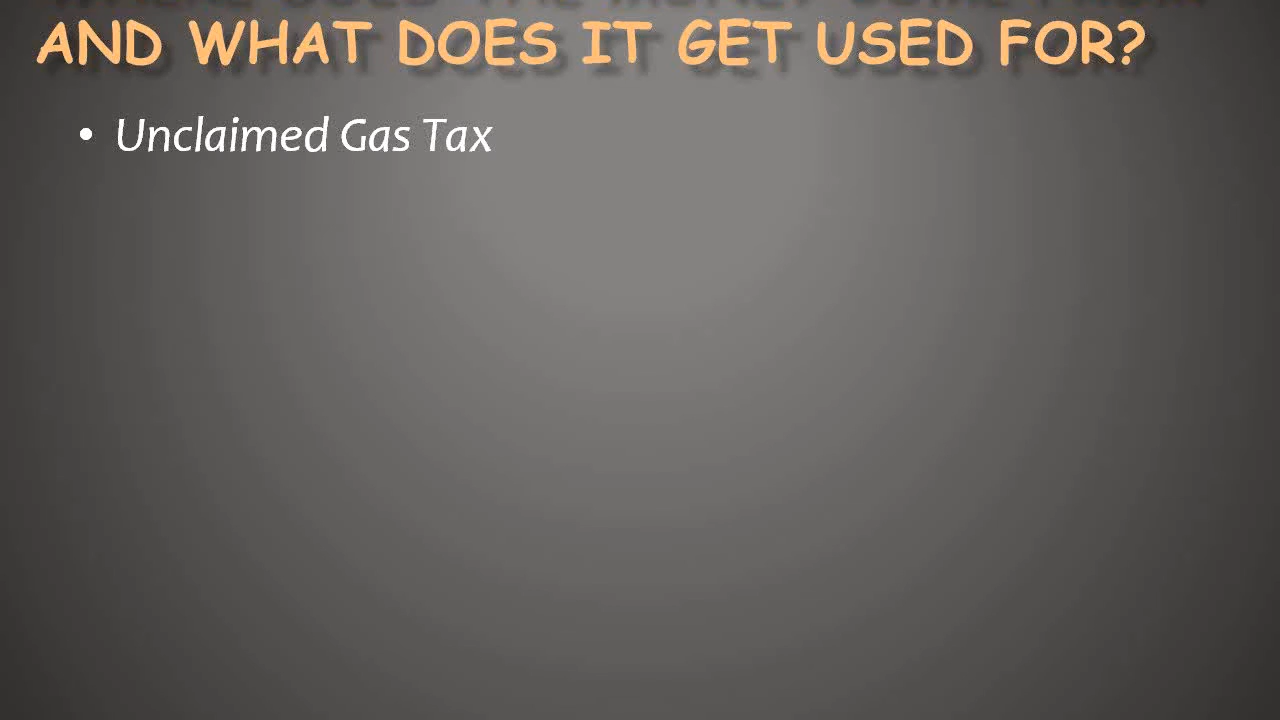 AND WHAT DOES IT GET USED FOR?
• Unclaimed Gas Tax